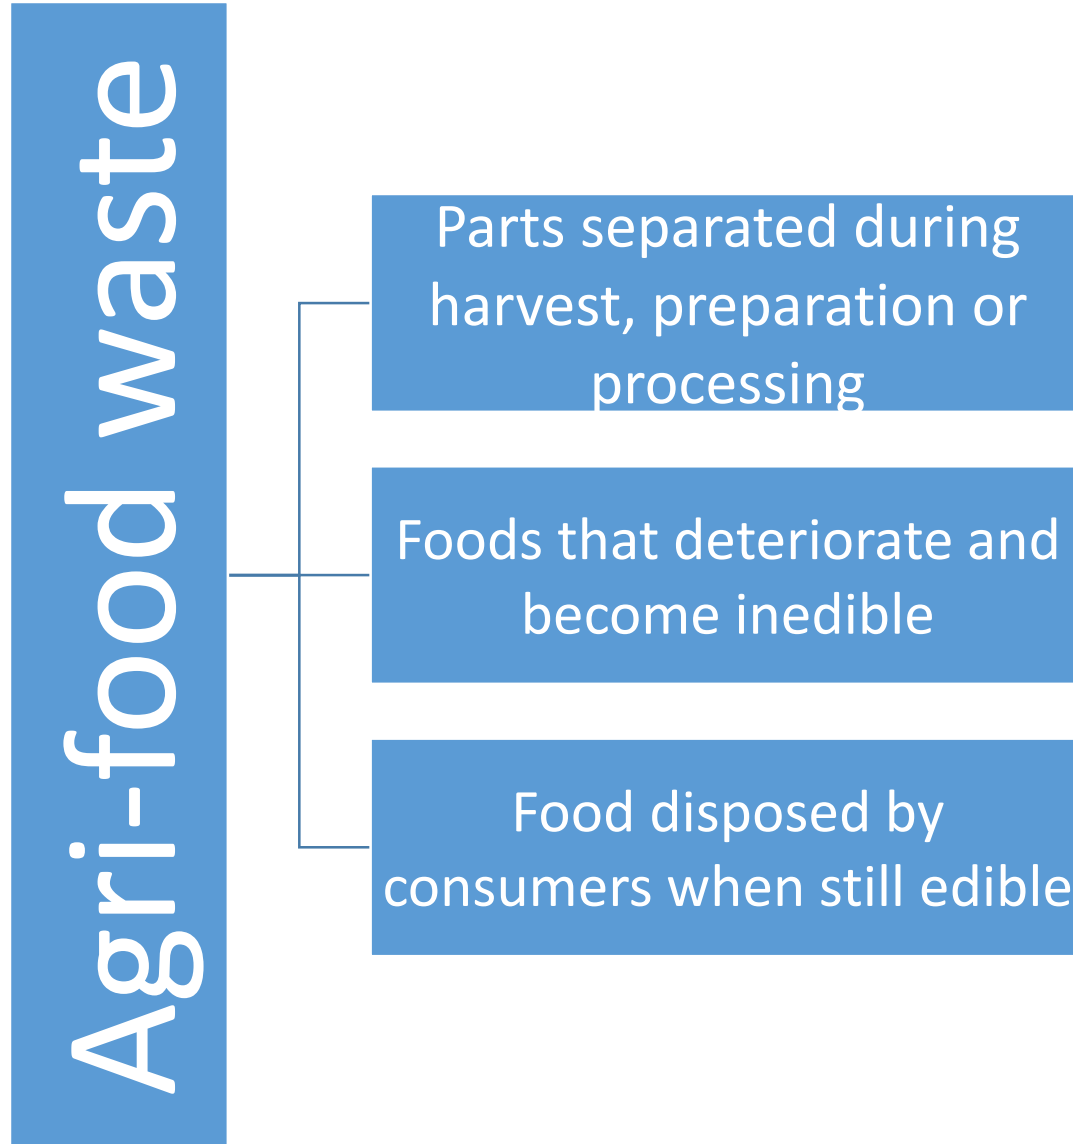 Agri-food waste
Parts separated during
harvest, preparation or
processing
Foods that deteriorate and
become inedible
Food disposed by
consumers when still edible